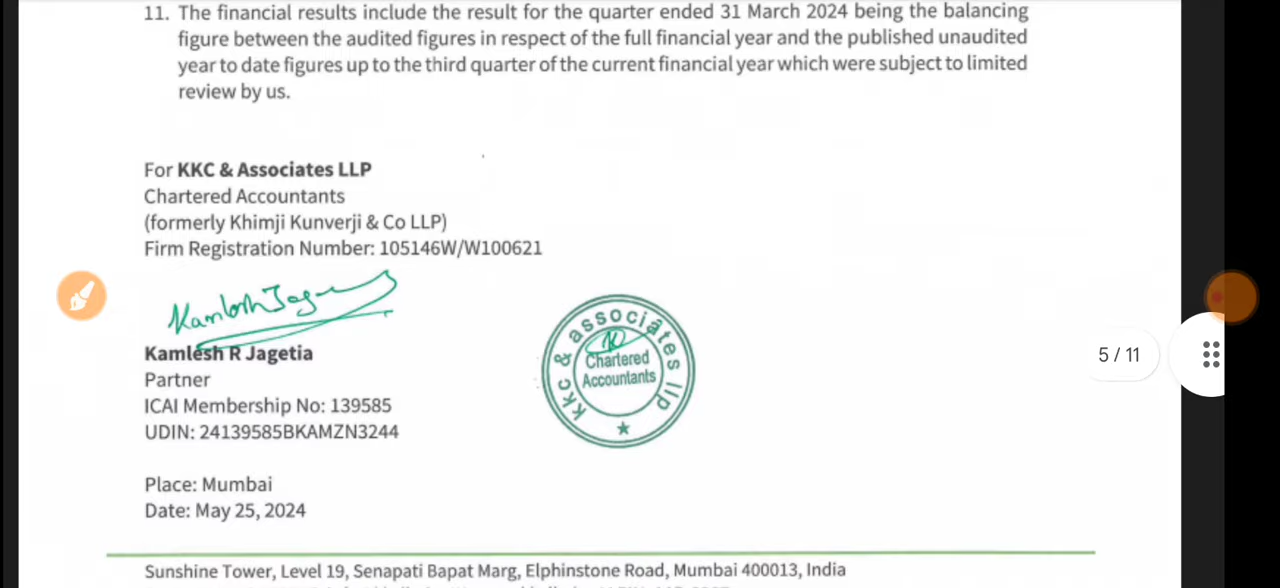 11. The financial results include the result for the quarter ended 31 March 2024 being the balancing
figure between the audited figures in respect of the full financial year and the published unaudited
year to date figures up to the third quarter of the current financial year which were subject to limited
review by us.
For KKC & Associates LLP
Chartered Accountants
(formerly Khimji Kunverji & Co LLP)
Firm Registration Number: 105146W/W100621
kkc & associates llp
Chartered
Accountants
Kamlesh R Jagetia
Partner
5 / 11
ICAI Membership No: 139585
UDIN: 24139585BKAMZN3244
Place: Mumbai
Date: May 25, 2024
Sunshine Tower, Level 19, Senapati Bapat Marg, Elphinstone Road, Mumbai 400013, India